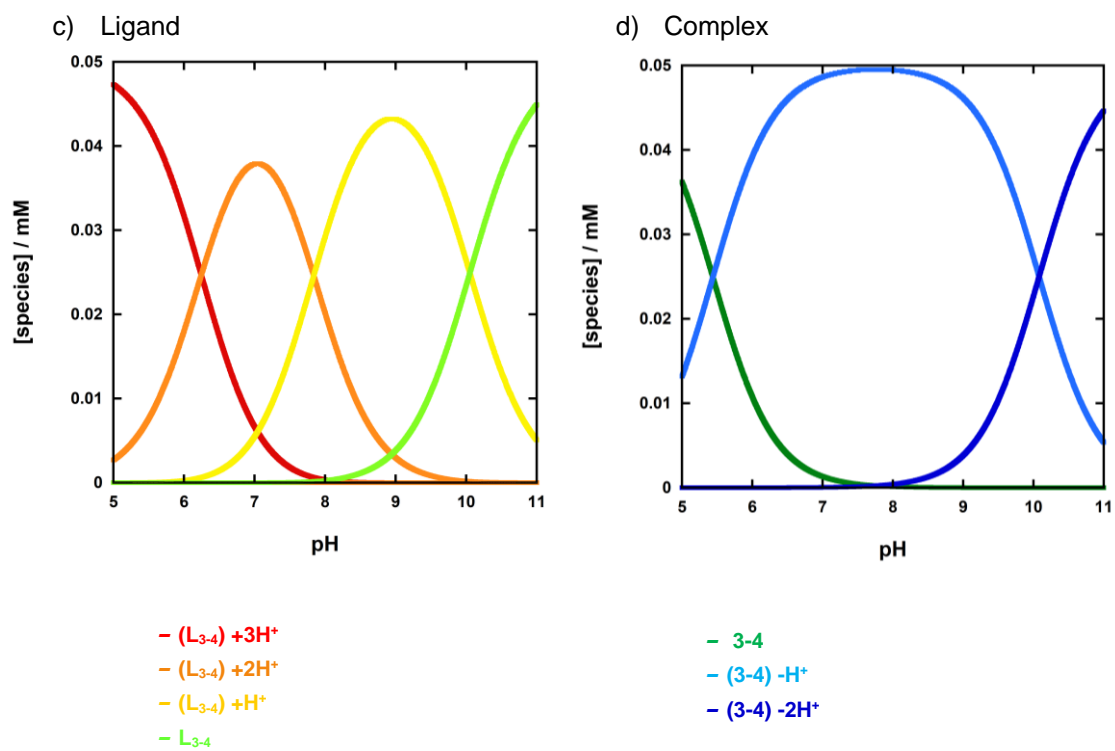 c) Ligand
0.05
0.04
0.03
0.02
0.01
0
[species] / mM
5 6 7 8 9 10 11
pH
– (L₃₋₄) +3H⁺
– (L₃₋₄) +2H⁺
– (L₃₋₄) +H⁺
– L₃₋₄
d) Complex
0.05
0.04
0.03
0.02
0.01
0
[species] / mM
5 6 7 8 9 10 11
pH
– 3-4
– (3-4) -H⁺
– (3-4) -2H⁺